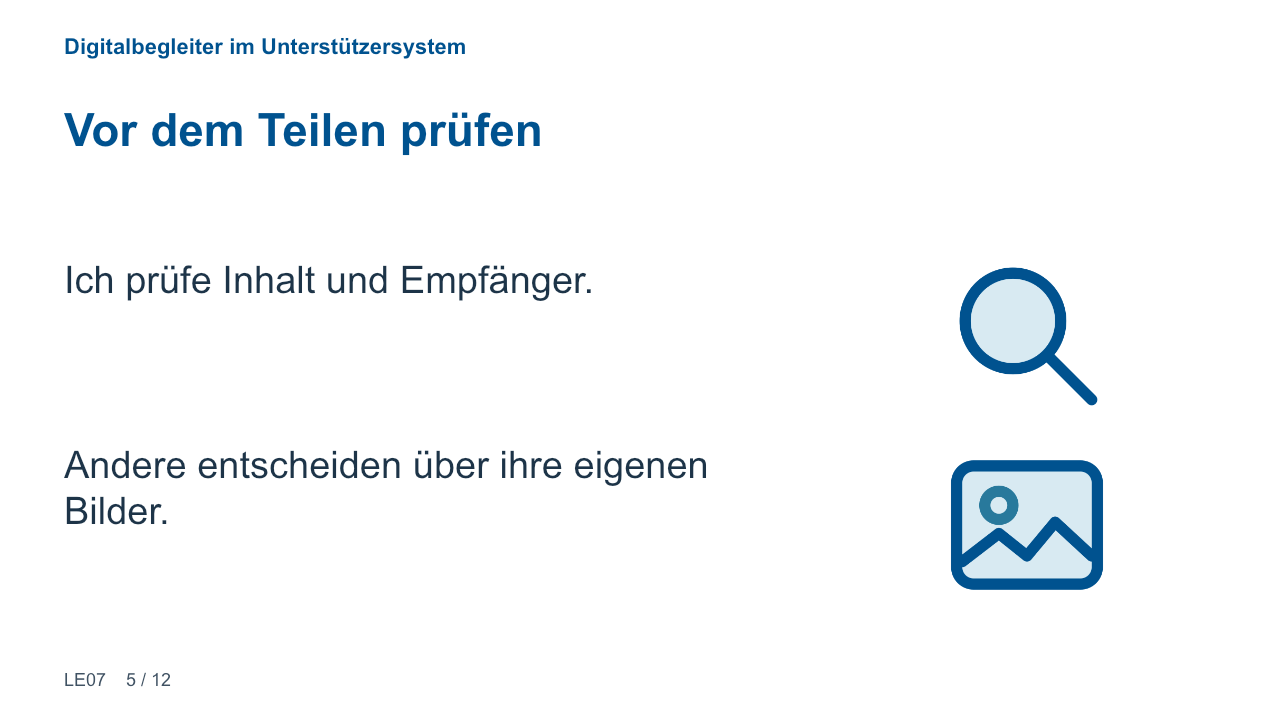 Digitalbegleiter im Unterstützersystem
Vor dem Teilen prüfen
Ich prüfe Inhalt und Empfänger.
Andere entscheiden über ihre eigenen
Bilder.
LE07 5 / 12